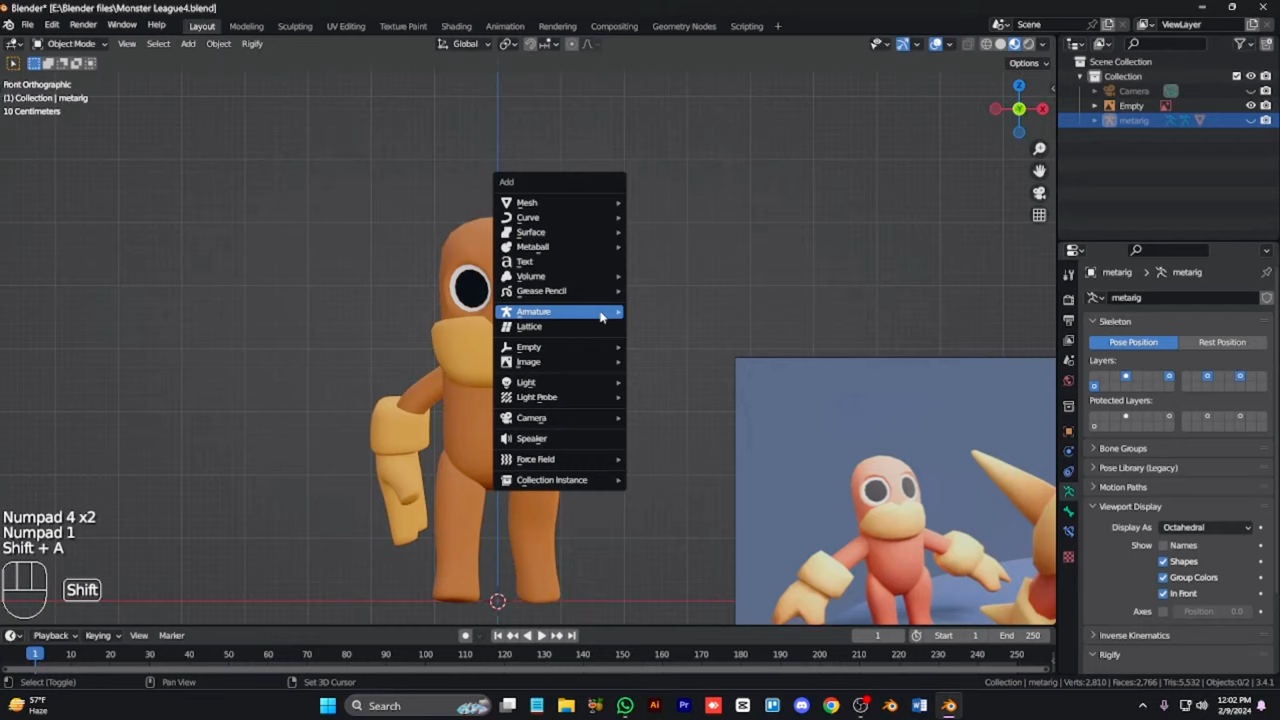 Blender* [E:\Blender files\Monster League4.blend]
File Edit Render Window Help
Layout Modeling Sculpting UV Editing Texture Paint Shading Animation Rendering Compositing Geometry Nodes Scripting +
Scene
ViewLayer
Object Mode View Select Add Object Rigify
Global
Options
Front Orthographic
(1) Collection | metarig
10 Centimeters
Z
Y
X
Add
Mesh
Curve
Surface
Metaball
Text
Volume
Grease Pencil
Armature
Lattice
Empty
Image
Light
Light Probe
Camera
Speaker
Force Field
Collection Instance
Numpad 4 x2
Numpad 1
Shift + A
Shift
Scene Collection
Collection
Camera
Empty
metarig
metarig metarig
metarig
Skeleton
Pose Position Rest Position
Layers:
Protected Layers:
Bone Groups
Pose Library (Legacy)
Motion Paths
Viewport Display
Display As Octahedral
Show Names
Shapes
Group Colors
In Front
Axes Position 0.0
Inverse Kinematics
Rigify
Playback Keying View Marker
1 Start 1 End 250
1 10 20 30 40 50 60 70 80 90 100 110 120 130 140 150 160 170 180 190 200 210 220 230 240 250
Select (Toggle) Pan View Set 3D Cursor
Collection | metarig | Verts:2,810 | Faces:2,766 | Tris:5,532 | Objects:0/2 | 3.4.1
57°F
Haze
Search
12:02 PM
2/9/2024